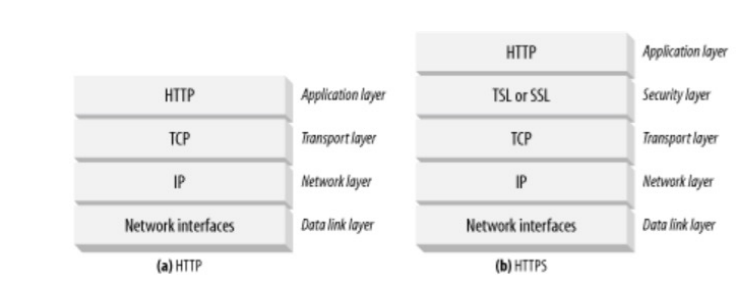 HTTP Application layer
TSL or SSL Security layer
HTTP Application layer
TCP Transport layer
TCP Transport layer
IP Network layer
IP Network layer
Network interfaces Data link layer
Network interfaces Data link layer
(a) HTTP
(b) HTTPS